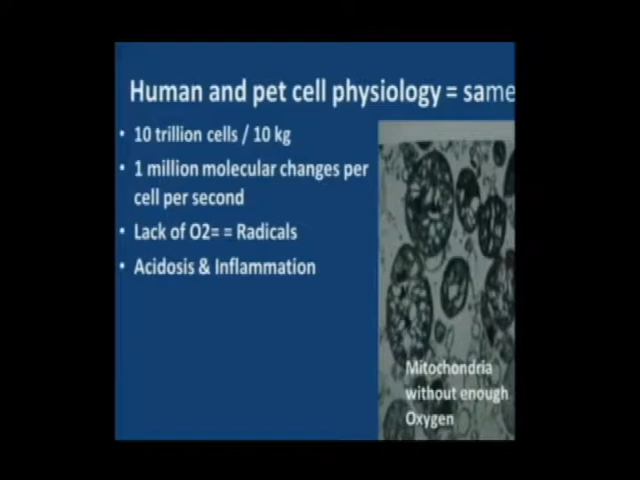 Human and pet cell physiology = same
• 10 trillion cells / 10 kg
• 1 million molecular changes per
cell per second
• Lack of O2= = Radicals
• Acidosis & Inflammation
Mitochondria
without enough
Oxygen